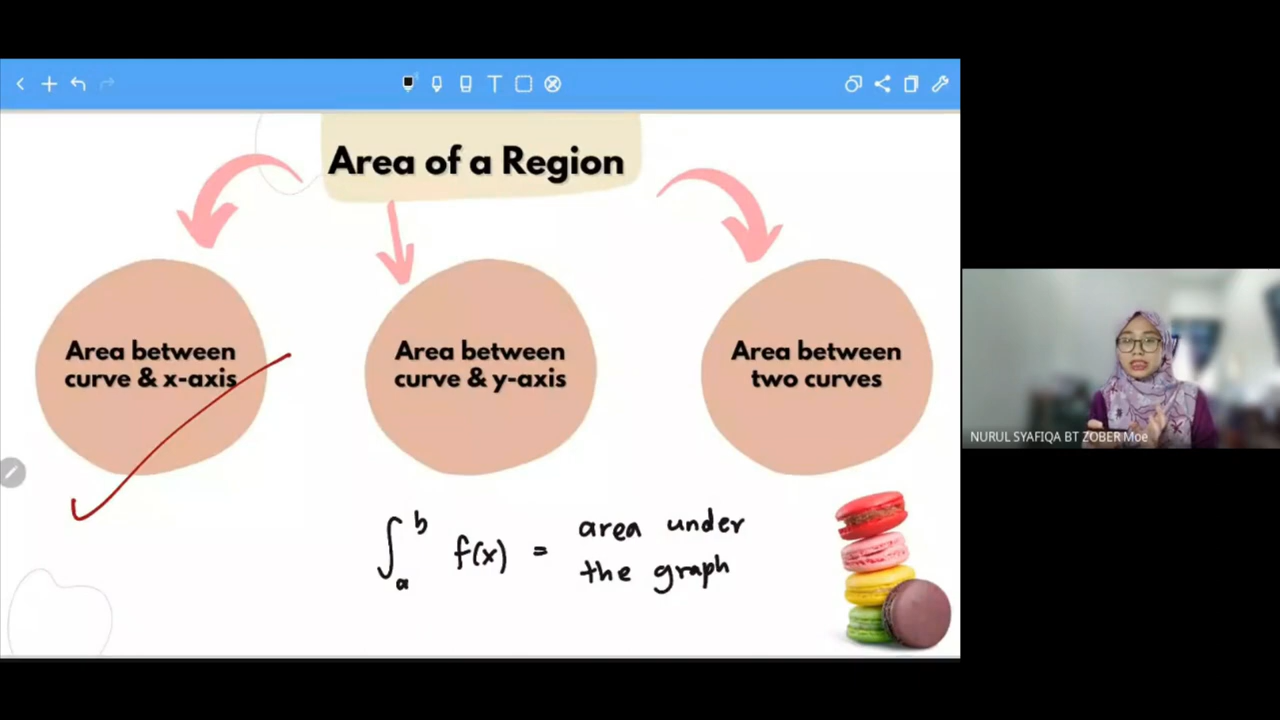 Area of a Region
Area between
curve & x-axis
Area between
curve & y-axis
Area between
two curves
∫ₐᵇ f(x) = area under
the graph
NURUL SYAFIQA BT ZOBER Moe